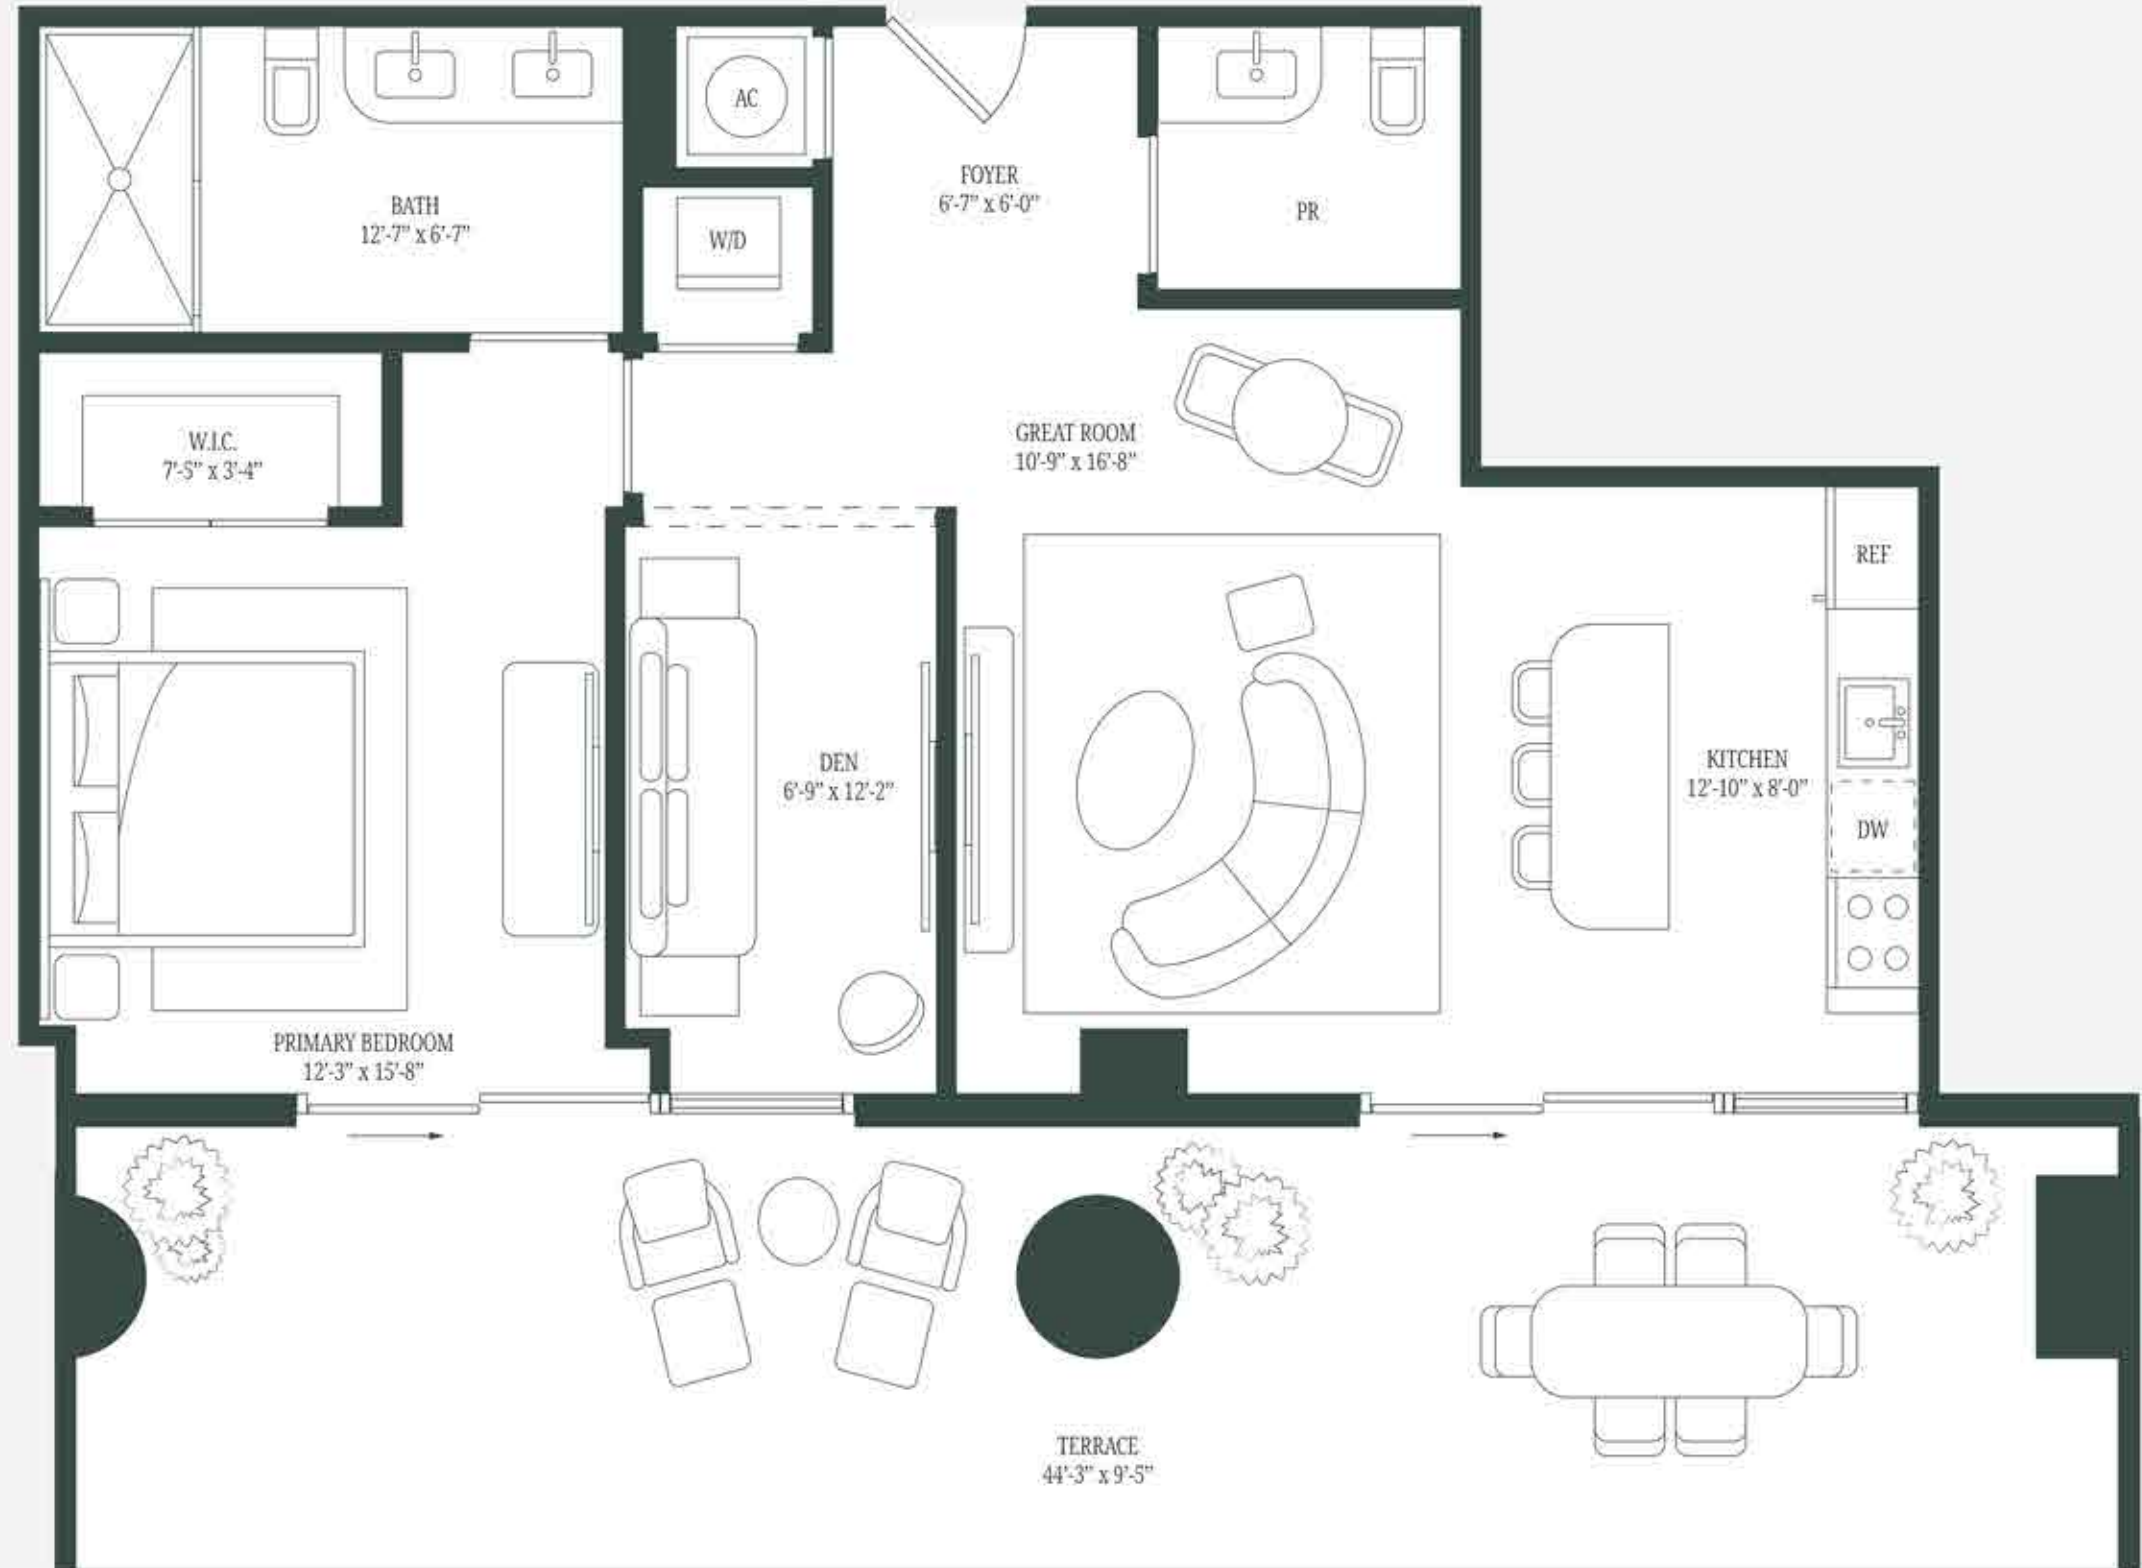 AC
FOYER
6'-7" x 6'-0"
BATH
12'-7" x 6'-7"
PR
W/D
GREAT ROOM
10'-9" x 16'-8"
W.I.C.
7'-5" x 3'-4"
REF
DEN
6'-9" x 12'-2"
KITCHEN
12'-10" x 8'-0"
DW
PRIMARY BEDROOM
12'-3" x 15'-8"
TERRACE
44'-3" x 9'-5"